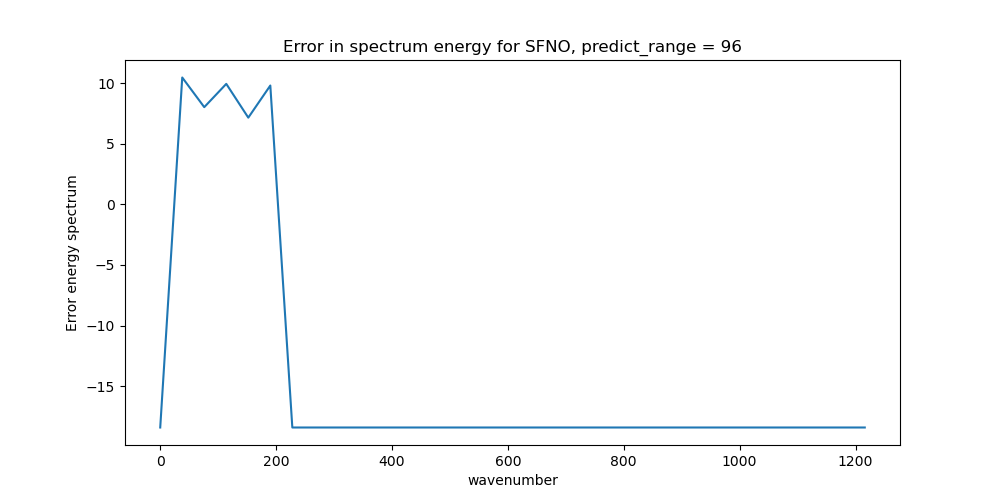 Error in spectrum energy for SFNO, predict_range = 96
10
5
0
−5
−10
−15
Error energy spectrum
0 200 400 600 800 1000 1200
wavenumber